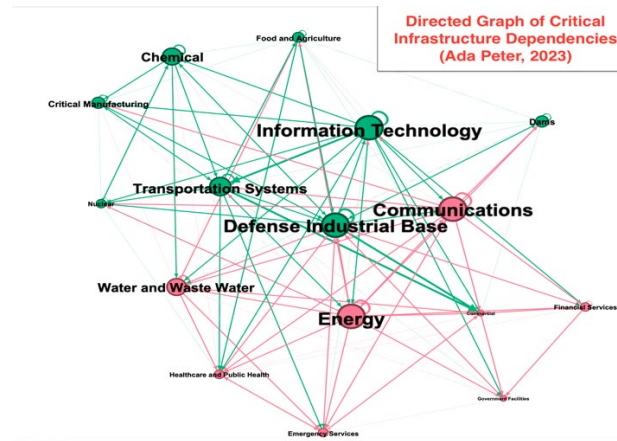 Directed Graph of Critical
Infrastructure Dependencies
(Ada Peter, 2023)
Food and Agriculture
Chemical
Critical Manufacturing
Information Technology
Dams
Transportation Systems
Nuclear
Communications
Defense Industrial Base
Water and Waste Water
Energy
Commercial
Financial Services
Healthcare and Public Health
Government Facilities
Emergency Services